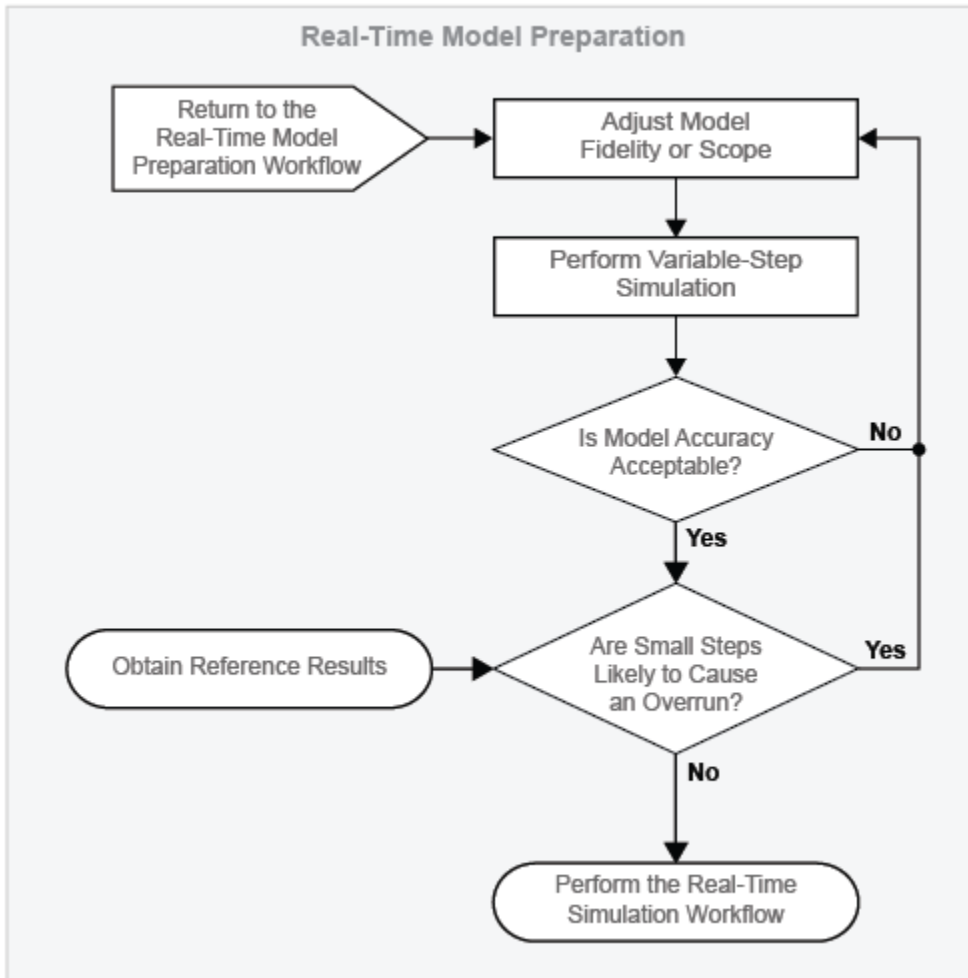 Real-Time Model Preparation
Return to the
Real-Time Model
Preparation Workflow
Adjust Model
Fidelity or Scope
Perform Variable-Step
Simulation
Is Model Accuracy
Acceptable?
No
Yes
Obtain Reference Results
Are Small Steps
Likely to Cause
an Overrun?
Yes
No
Perform the Real-Time
Simulation Workflow